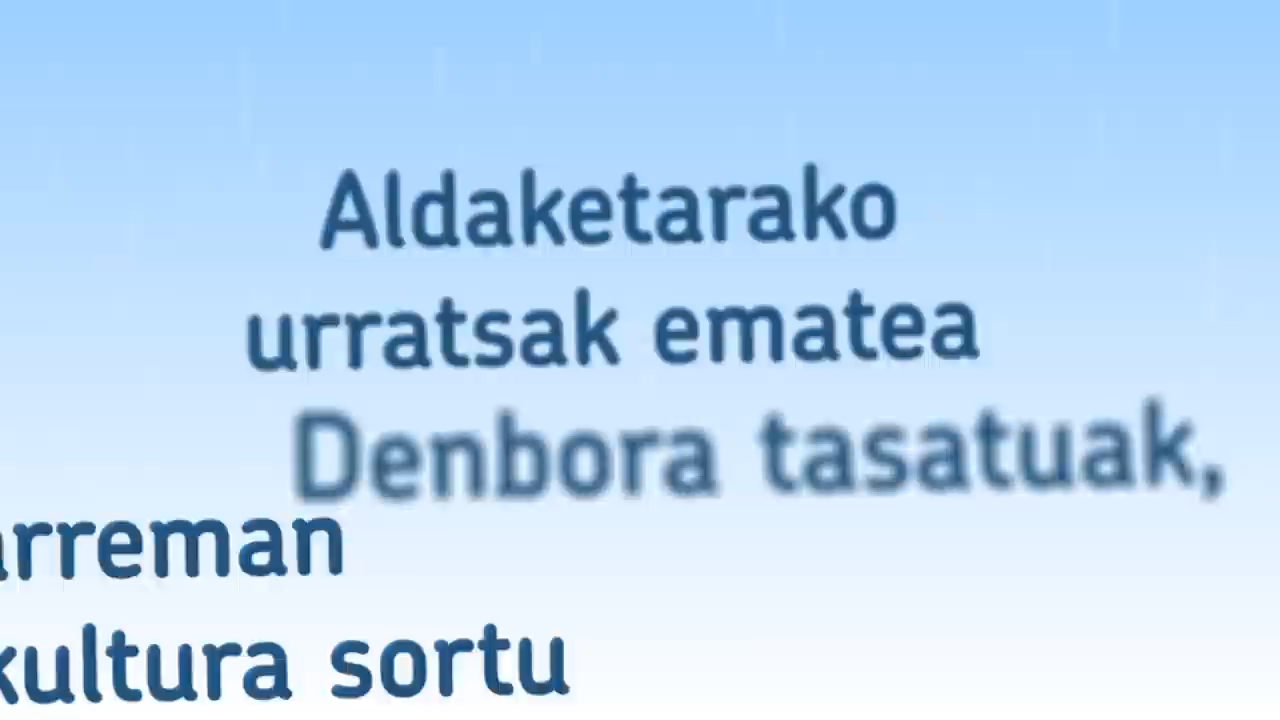 Aldaketarako
urratsak ematea
Denbora tasatuak,
arreman
kultura sortu